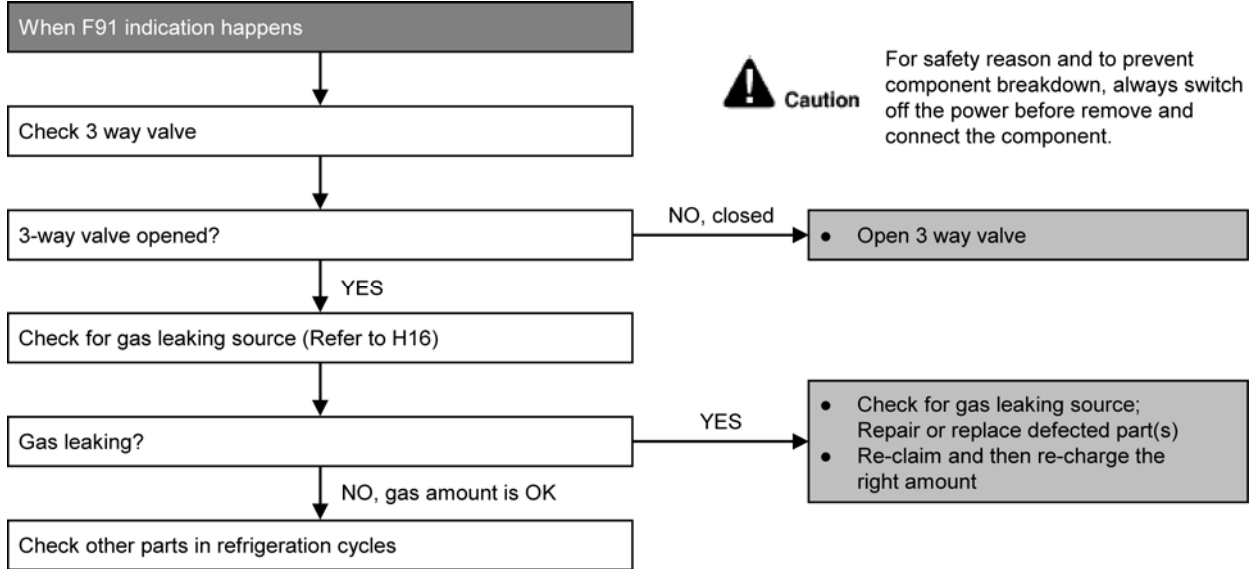 When F91 indication happens
Caution
For safety reason and to prevent
component breakdown, always switch
off the power before remove and
connect the component.
Check 3 way valve
3-way valve opened?
NO, closed
● Open 3 way valve
YES
Check for gas leaking source (Refer to H16)
Gas leaking?
YES
● Check for gas leaking source;
Repair or replace defected part(s)
● Re-claim and then re-charge the
right amount
NO, gas amount is OK
Check other parts in refrigeration cycles